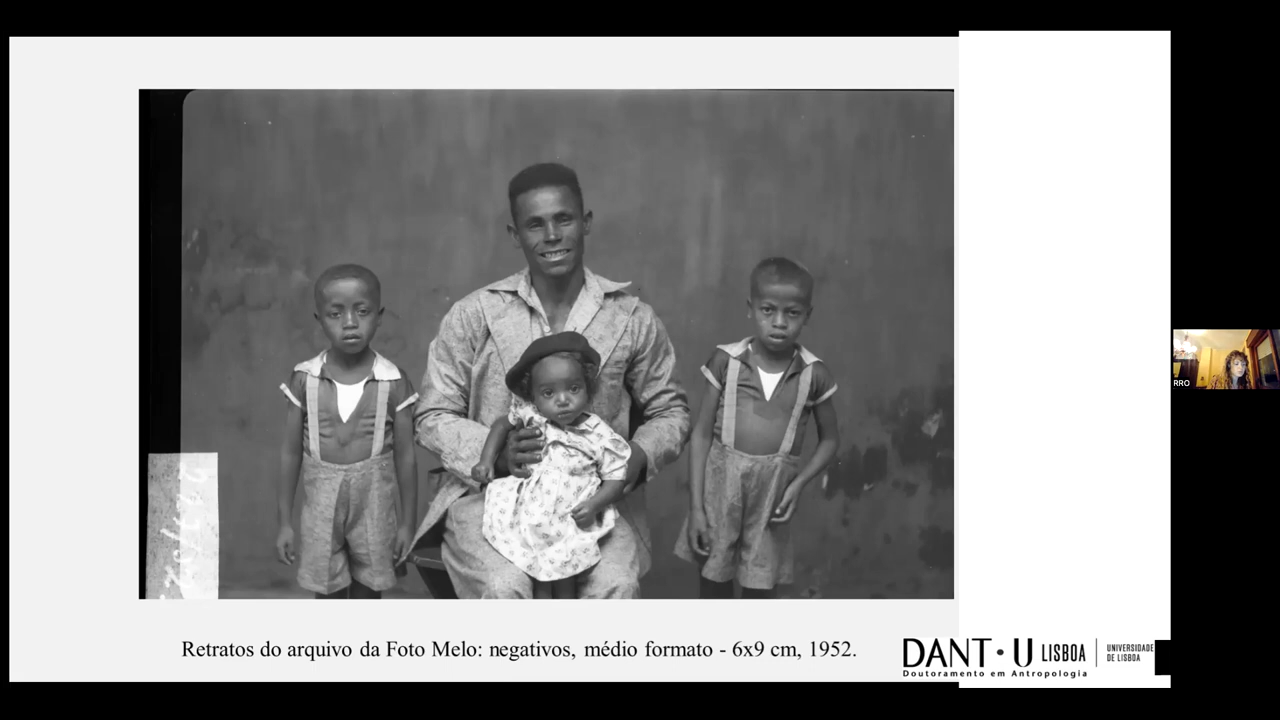 Retratos do arquivo da Foto Melo: negativos, médio formato - 6x9 cm, 1952.
DANT • U LISBOA | UNIVERSIDADE
DE LISBOA
Doutoramento em Antropologia
RRO